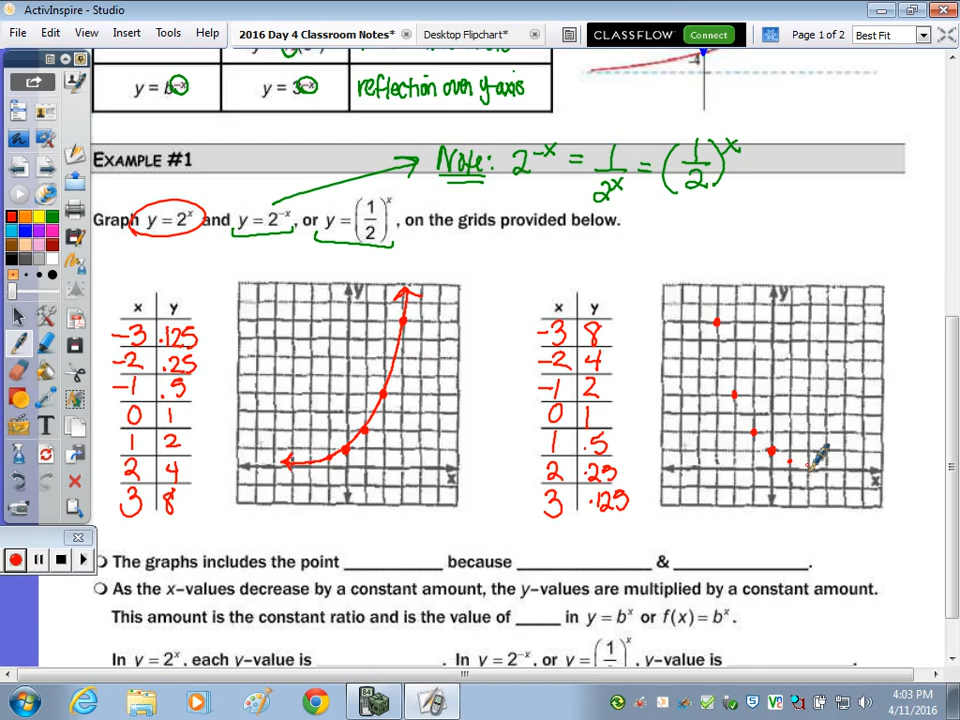 ActivInspire - Studio
File Edit View Insert Tools Help
2016 Day 4 Classroom Notes* Desktop Flipchart* CLASSFLOW Connect Page 1 of 2 Best Fit
y = b⁻ˣ y = 3⁻ˣ reflection over y-axis
-4
EXAMPLE #1
Note: 2⁻ˣ = 1/2ˣ = (1/2)ˣ
Graph y = 2ˣ and y = 2⁻ˣ, or y = (1/2)ˣ, on the grids provided below.
x y
-3 .125
-2 .25
-1 .5
0 1
1 2
2 4
3 8
y
x
x y
-3 8
-2 4
-1 2
0 1
1 .5
2 .25
3 .125
y
x
The graphs includes the point ________ because ________ & ________.
As the x-values decrease by a constant amount, the y-values are multiplied by a constant amount.
This amount is the constant ratio and is the value of _____ in y = bˣ or f(x) = bˣ.
In y = 2ˣ, each y-value is ________. In y = 2⁻ˣ, or y = (1/ )ˣ, y-value is ________.
4:03 PM
4/11/2016